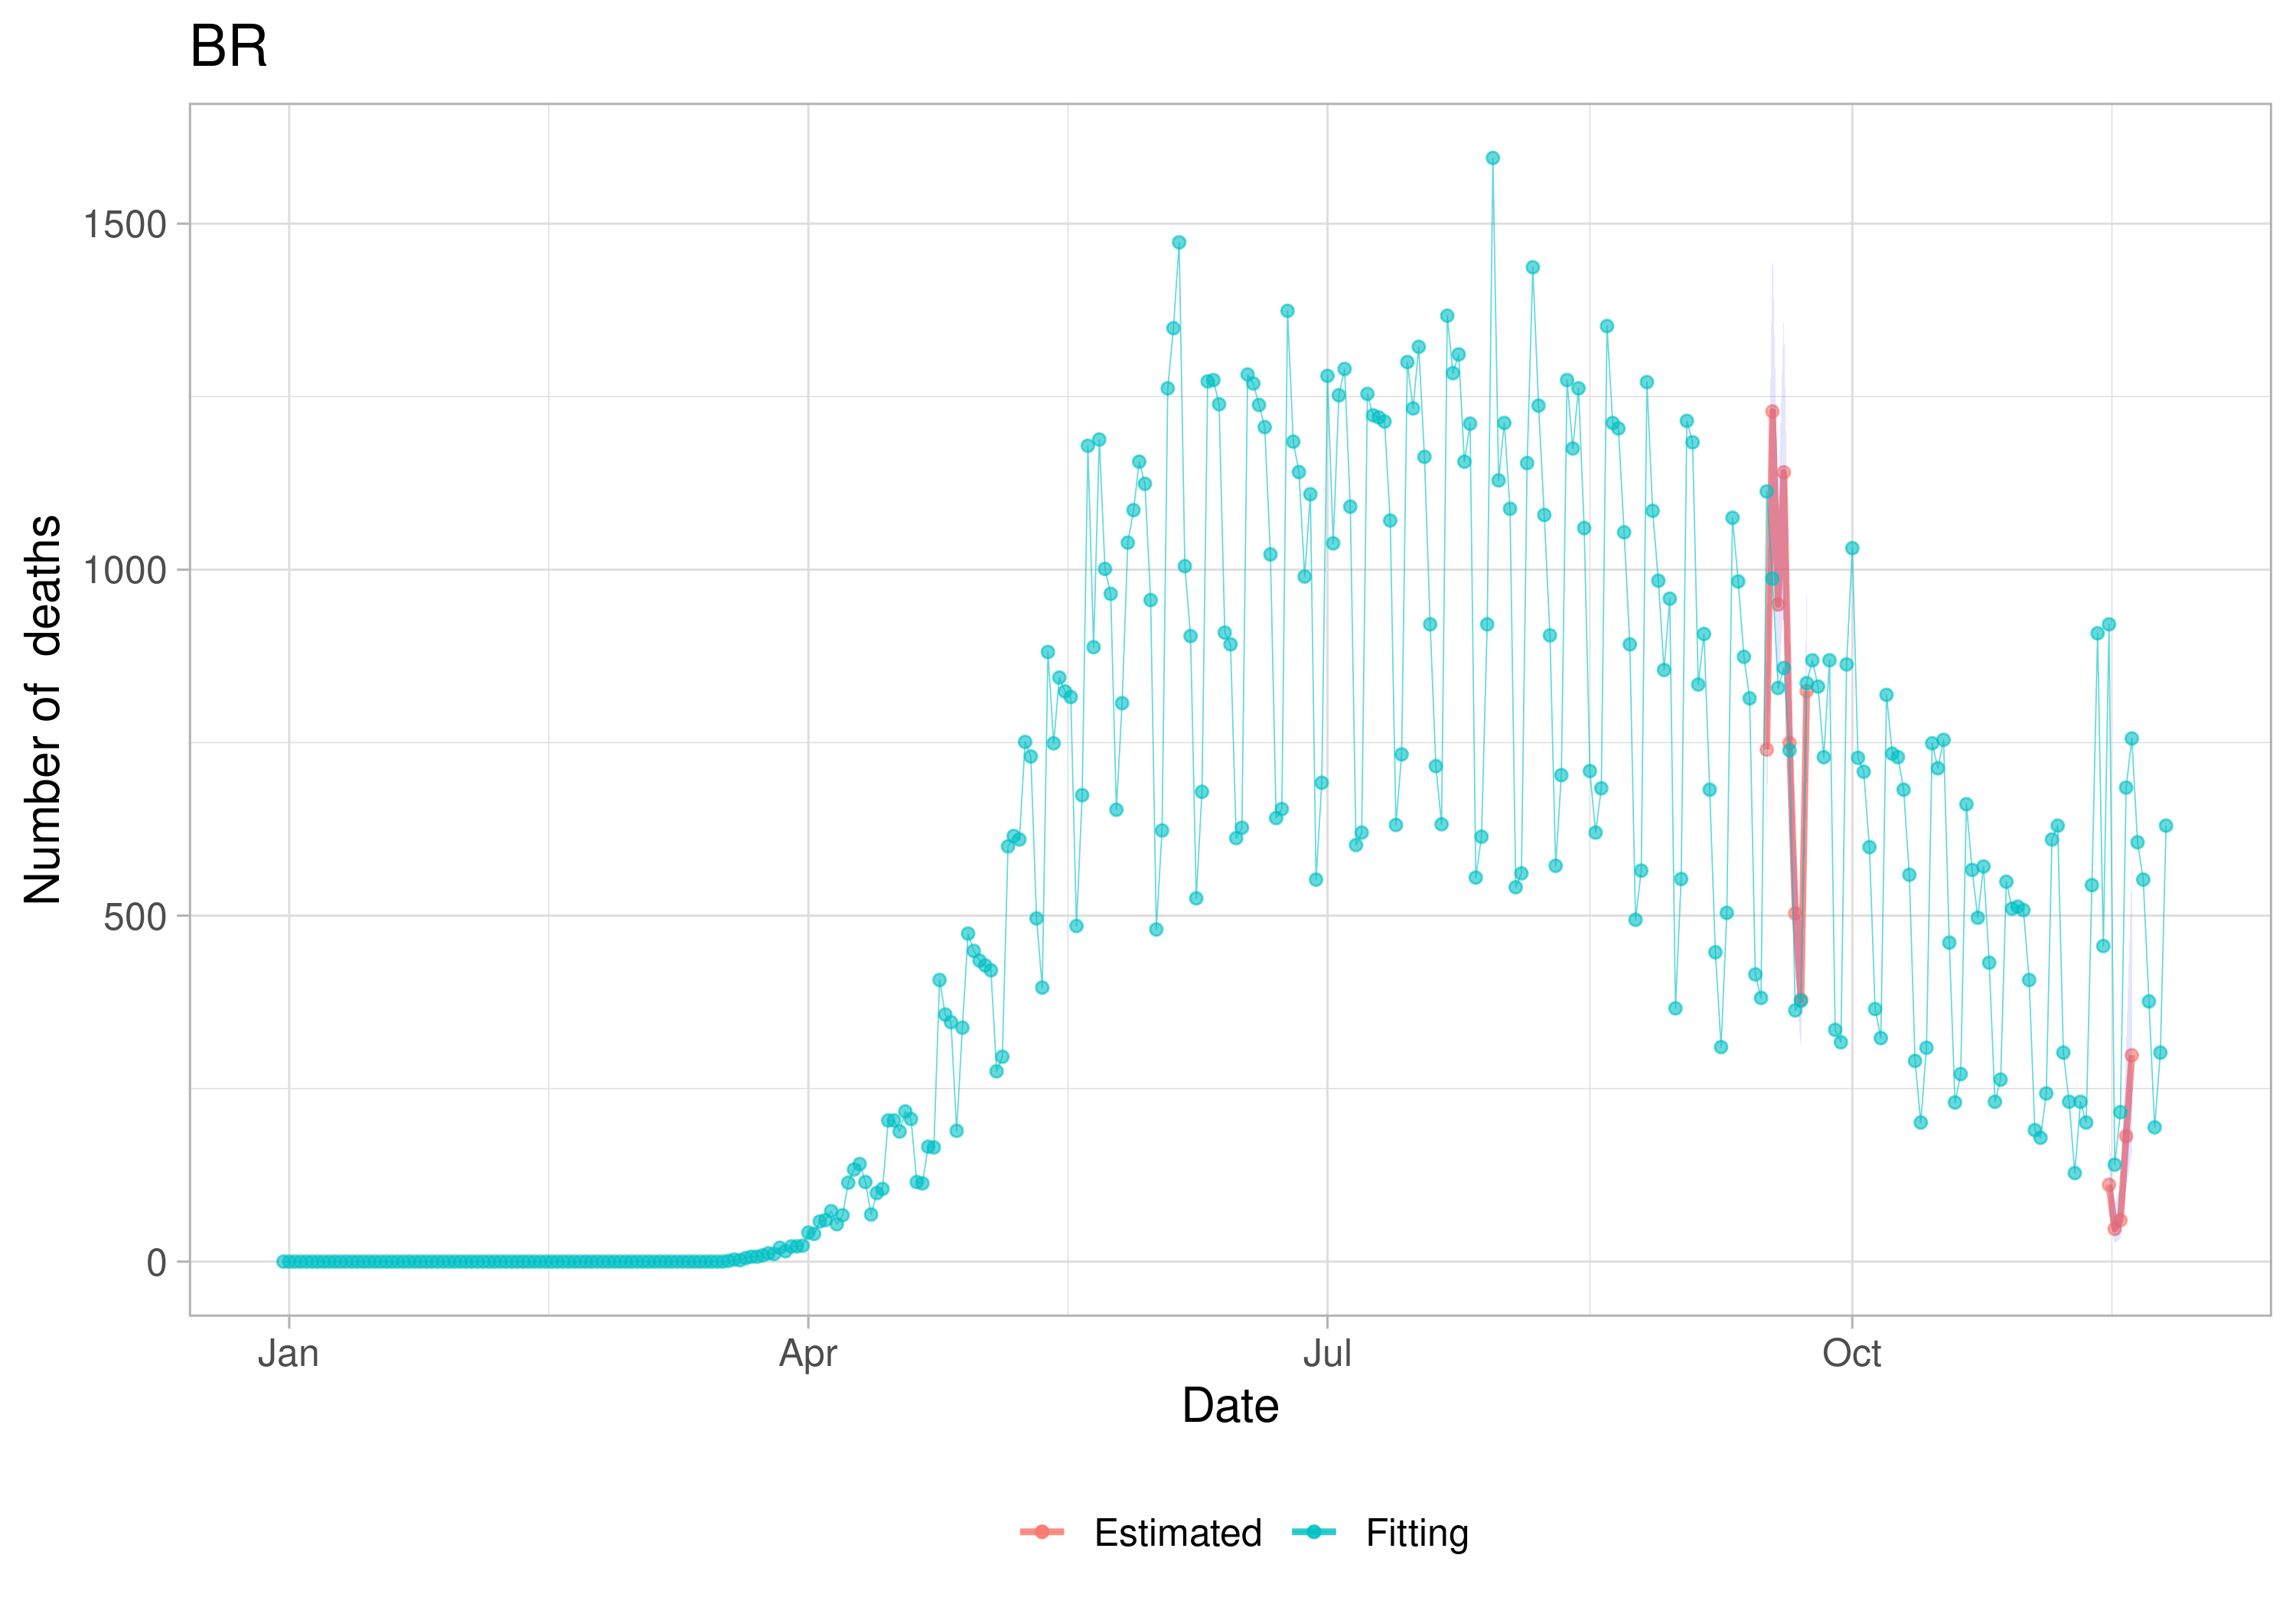 BR
1500
1000
500
0
Number of deaths
Jan Apr Jul Oct
Date
Estimated Fitting